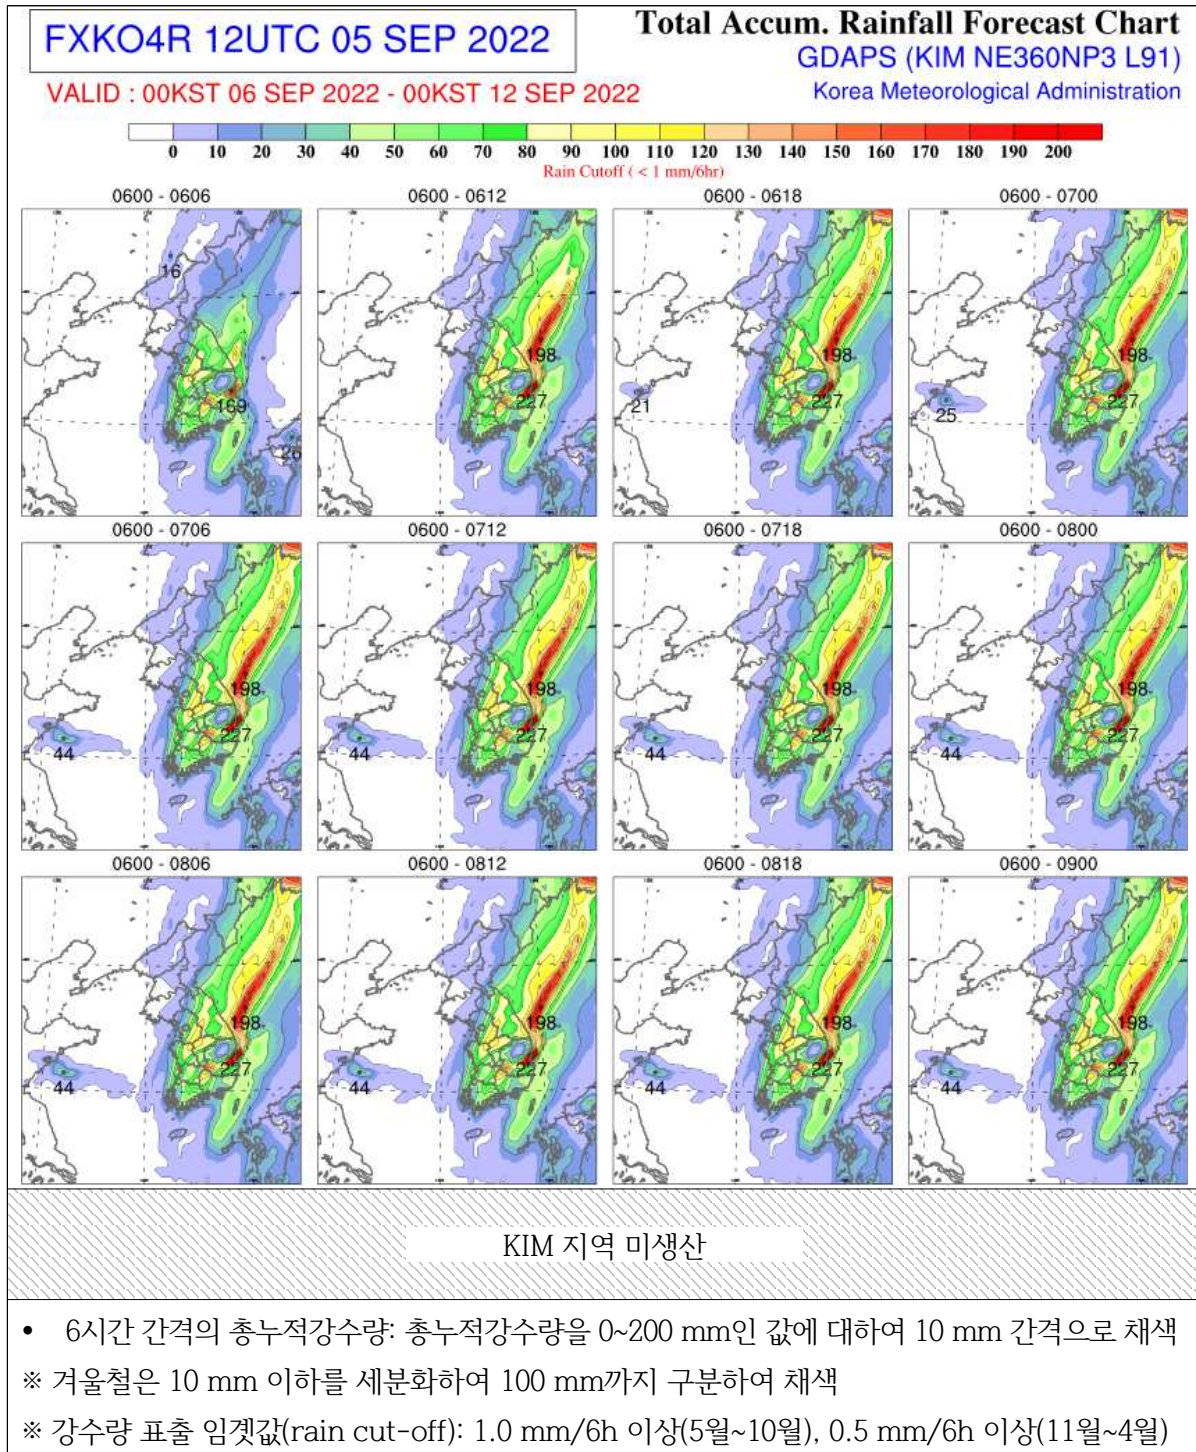 FXKO4R 12UTC 05 SEP 2022
Total Accum. Rainfall Forecast Chart
GDAPS (KIM NE360NP3 L91)
VALID : 00KST 06 SEP 2022 - 00KST 12 SEP 2022
Korea Meteorological Administration
0 10 20 30 40 50 60 70 80 90 100 110 120 130 140 150 160 170 180 190 200
Rain Cutoff ( < 1 mm/6hr)
0600 - 0606 0600 - 0612 0600 - 0618 0600 - 0700
16
198 198 198
169 227 21 227 25 227
26
0600 - 0706 0600 - 0712 0600 - 0718 0600 - 0800
198 198 198 198
44 227 44 227 44 227 44 227
0600 - 0806 0600 - 0812 0600 - 0818 0600 - 0900
198 198 198 198
44 227 44 227 44 227 44 227
KIM 지역 미생산
• 6시간 간격의 총누적강수량: 총누적강수량을 0~200 mm인 값에 대하여 10 mm 간격으로 채색
※ 겨울철은 10 mm 이하를 세분화하여 100 mm까지 구분하여 채색
※ 강수량 표출 임곗값(rain cut-off): 1.0 mm/6h 이상(5월~10월), 0.5 mm/6h 이상(11월~4월)